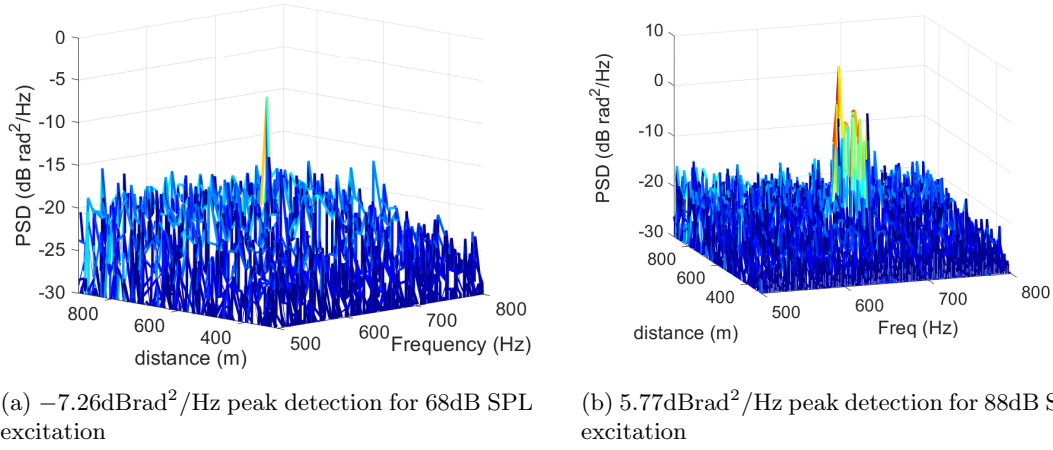 0
-5
-10
-15
-20
-25
-30
PSD (dB rad²/Hz)
800
600
400
distance (m)
500
600
700
800
Frequency (Hz)
10
0
-10
-20
-30
PSD (dB rad²/Hz)
800
600
400
distance (m)
500
600
700
800
Freq (Hz)
(a) −7.26dBrad²/Hz peak detection for 68dB SPL
excitation
(b) 5.77dBrad²/Hz peak detection for 88dB S
excitation